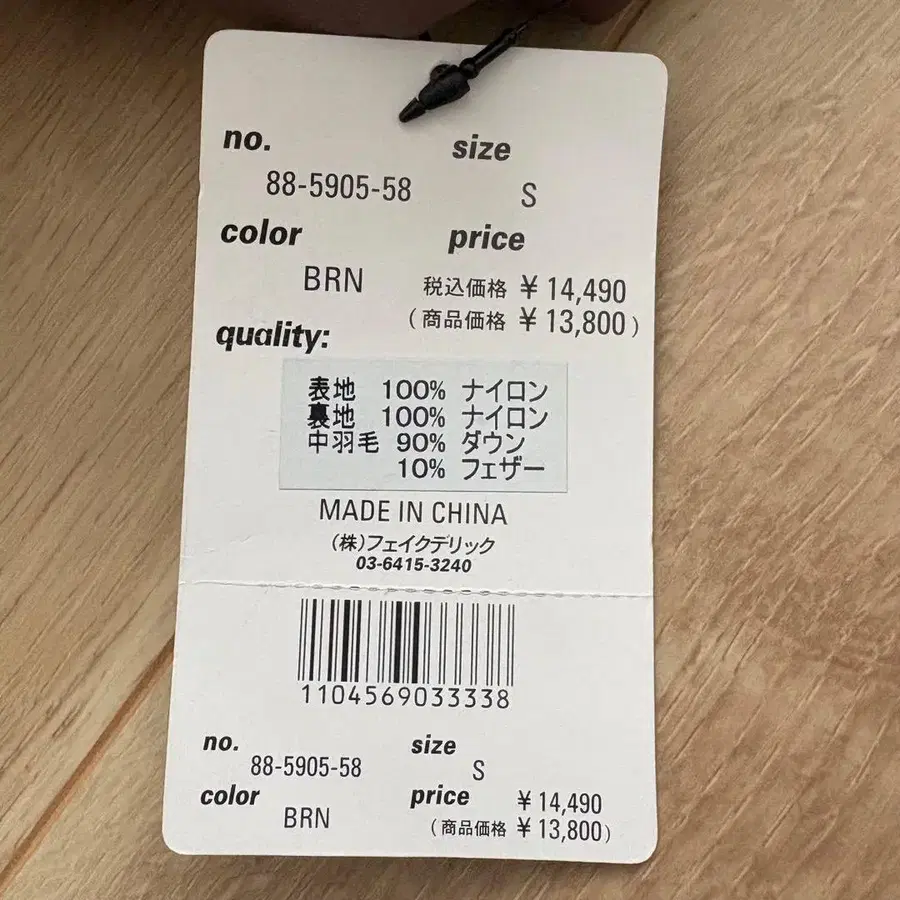 no. size
88-5905-58 S
color price
BRN 税込価格 ¥14,490
(商品価格 ¥13,800)
quality:
表地 100% ナイロン
裏地 100% ナイロン
中羽毛 90% ダウン
10% フェザー
MADE IN CHINA
(株)フェイクデリック
03-6415-3240
1104569033338
no. size
88-5905-58 S
color price ¥14,490
BRN (商品価格 ¥13,800)